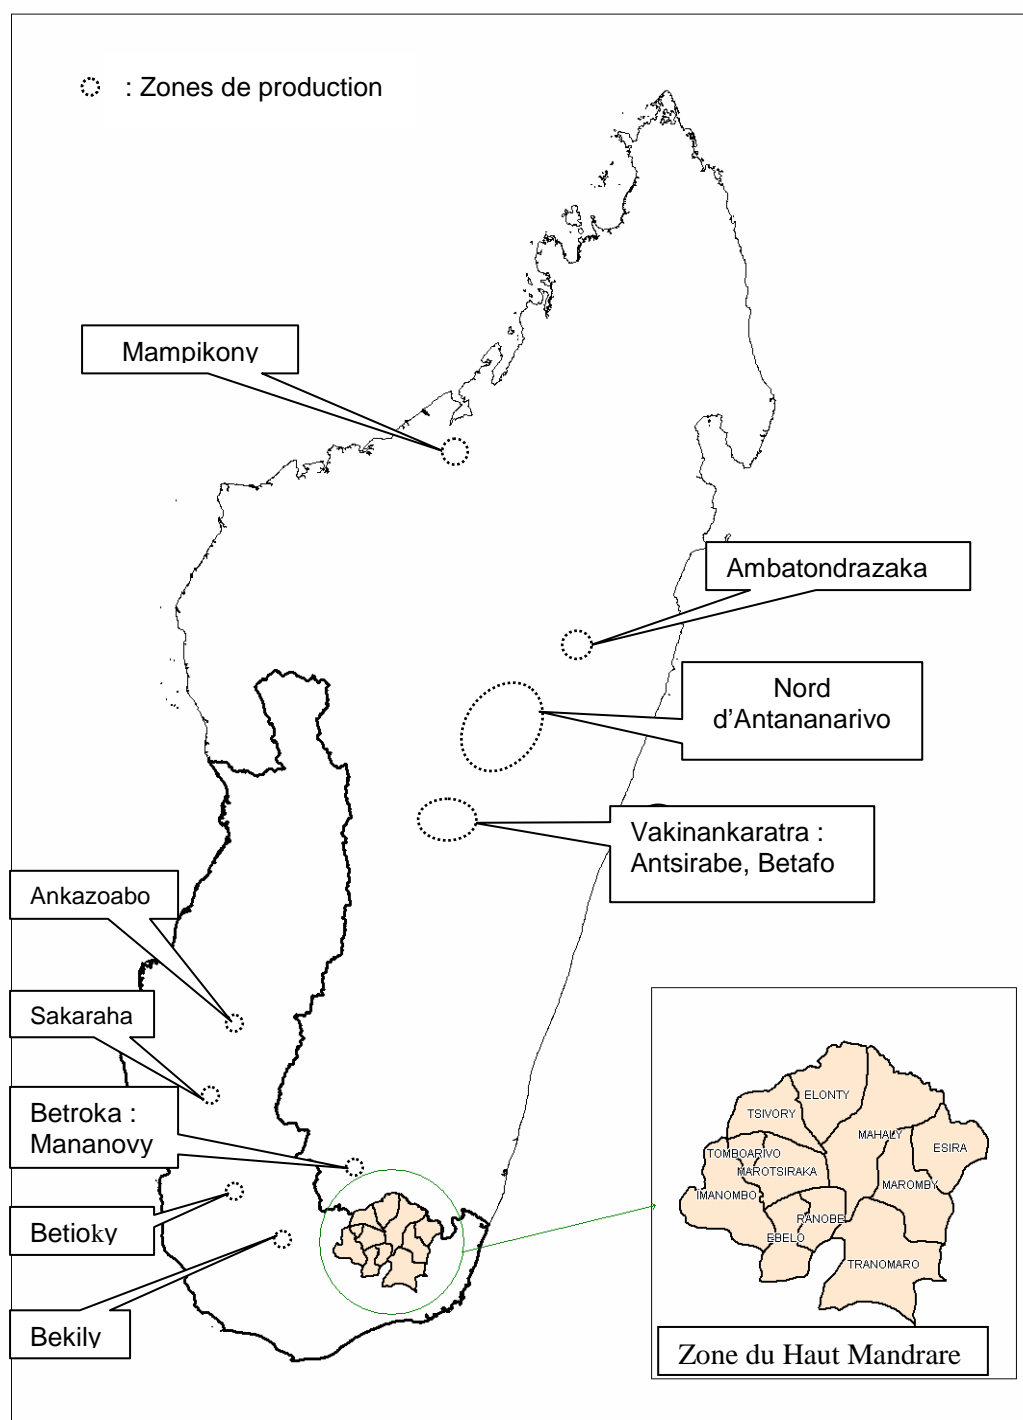 : Zones de production
Mampikony
Ambatondrazaka
Nord
d'Antananarivo
Vakinankaratra :
Antsirabe, Betafo
Ankazoabo
Sakaraha
Betroka :
Mananovy
Betioky
Bekily
ELONTY
TSIVORY
MAHALY
ESIRA
TOMBOARIVO
MAROTSIRAKA
MAROMBY
IMANOMBO
RANOBE
EBELO
TRANOMARO
Zone du Haut Mandrare